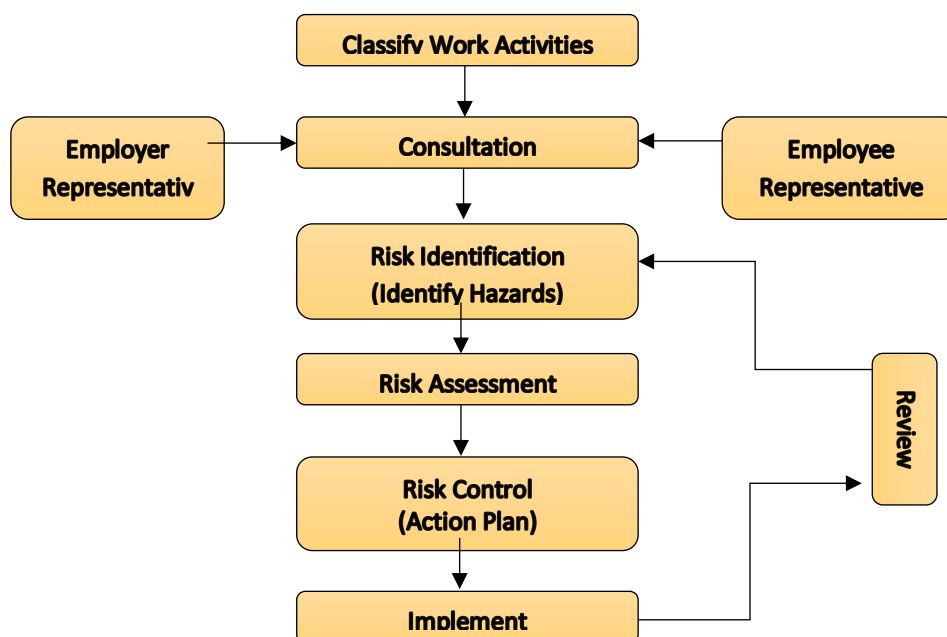 Classify Work Activities
Employer
Representativ
Consultation
Employee
Representative
Risk Identification
(Identify Hazards)
Risk Assessment
Review
Risk Control
(Action Plan)
Implement